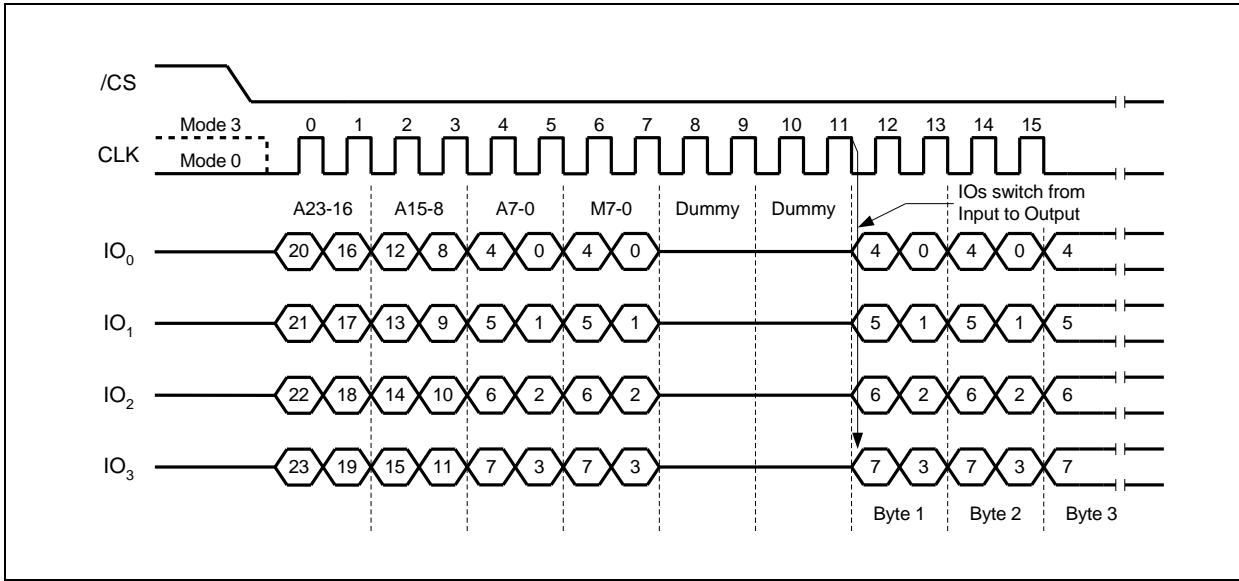 /CS
Mode 3 0 1 2 3 4 5 6 7 8 9 10 11 12 13 14 15
CLK Mode 0
A23-16 A15-8 A7-0 M7-0 Dummy Dummy IOs switch from
Input to Output
IO0 20 16 12 8 4 0 4 0 4 0 4 0 4
IO1 21 17 13 9 5 1 5 1 5 1 5 1 5
IO2 22 18 14 10 6 2 6 2 6 2 6 2 6
IO3 23 19 15 11 7 3 7 3 7 3 7 3 7
Byte 1 Byte 2 Byte 3